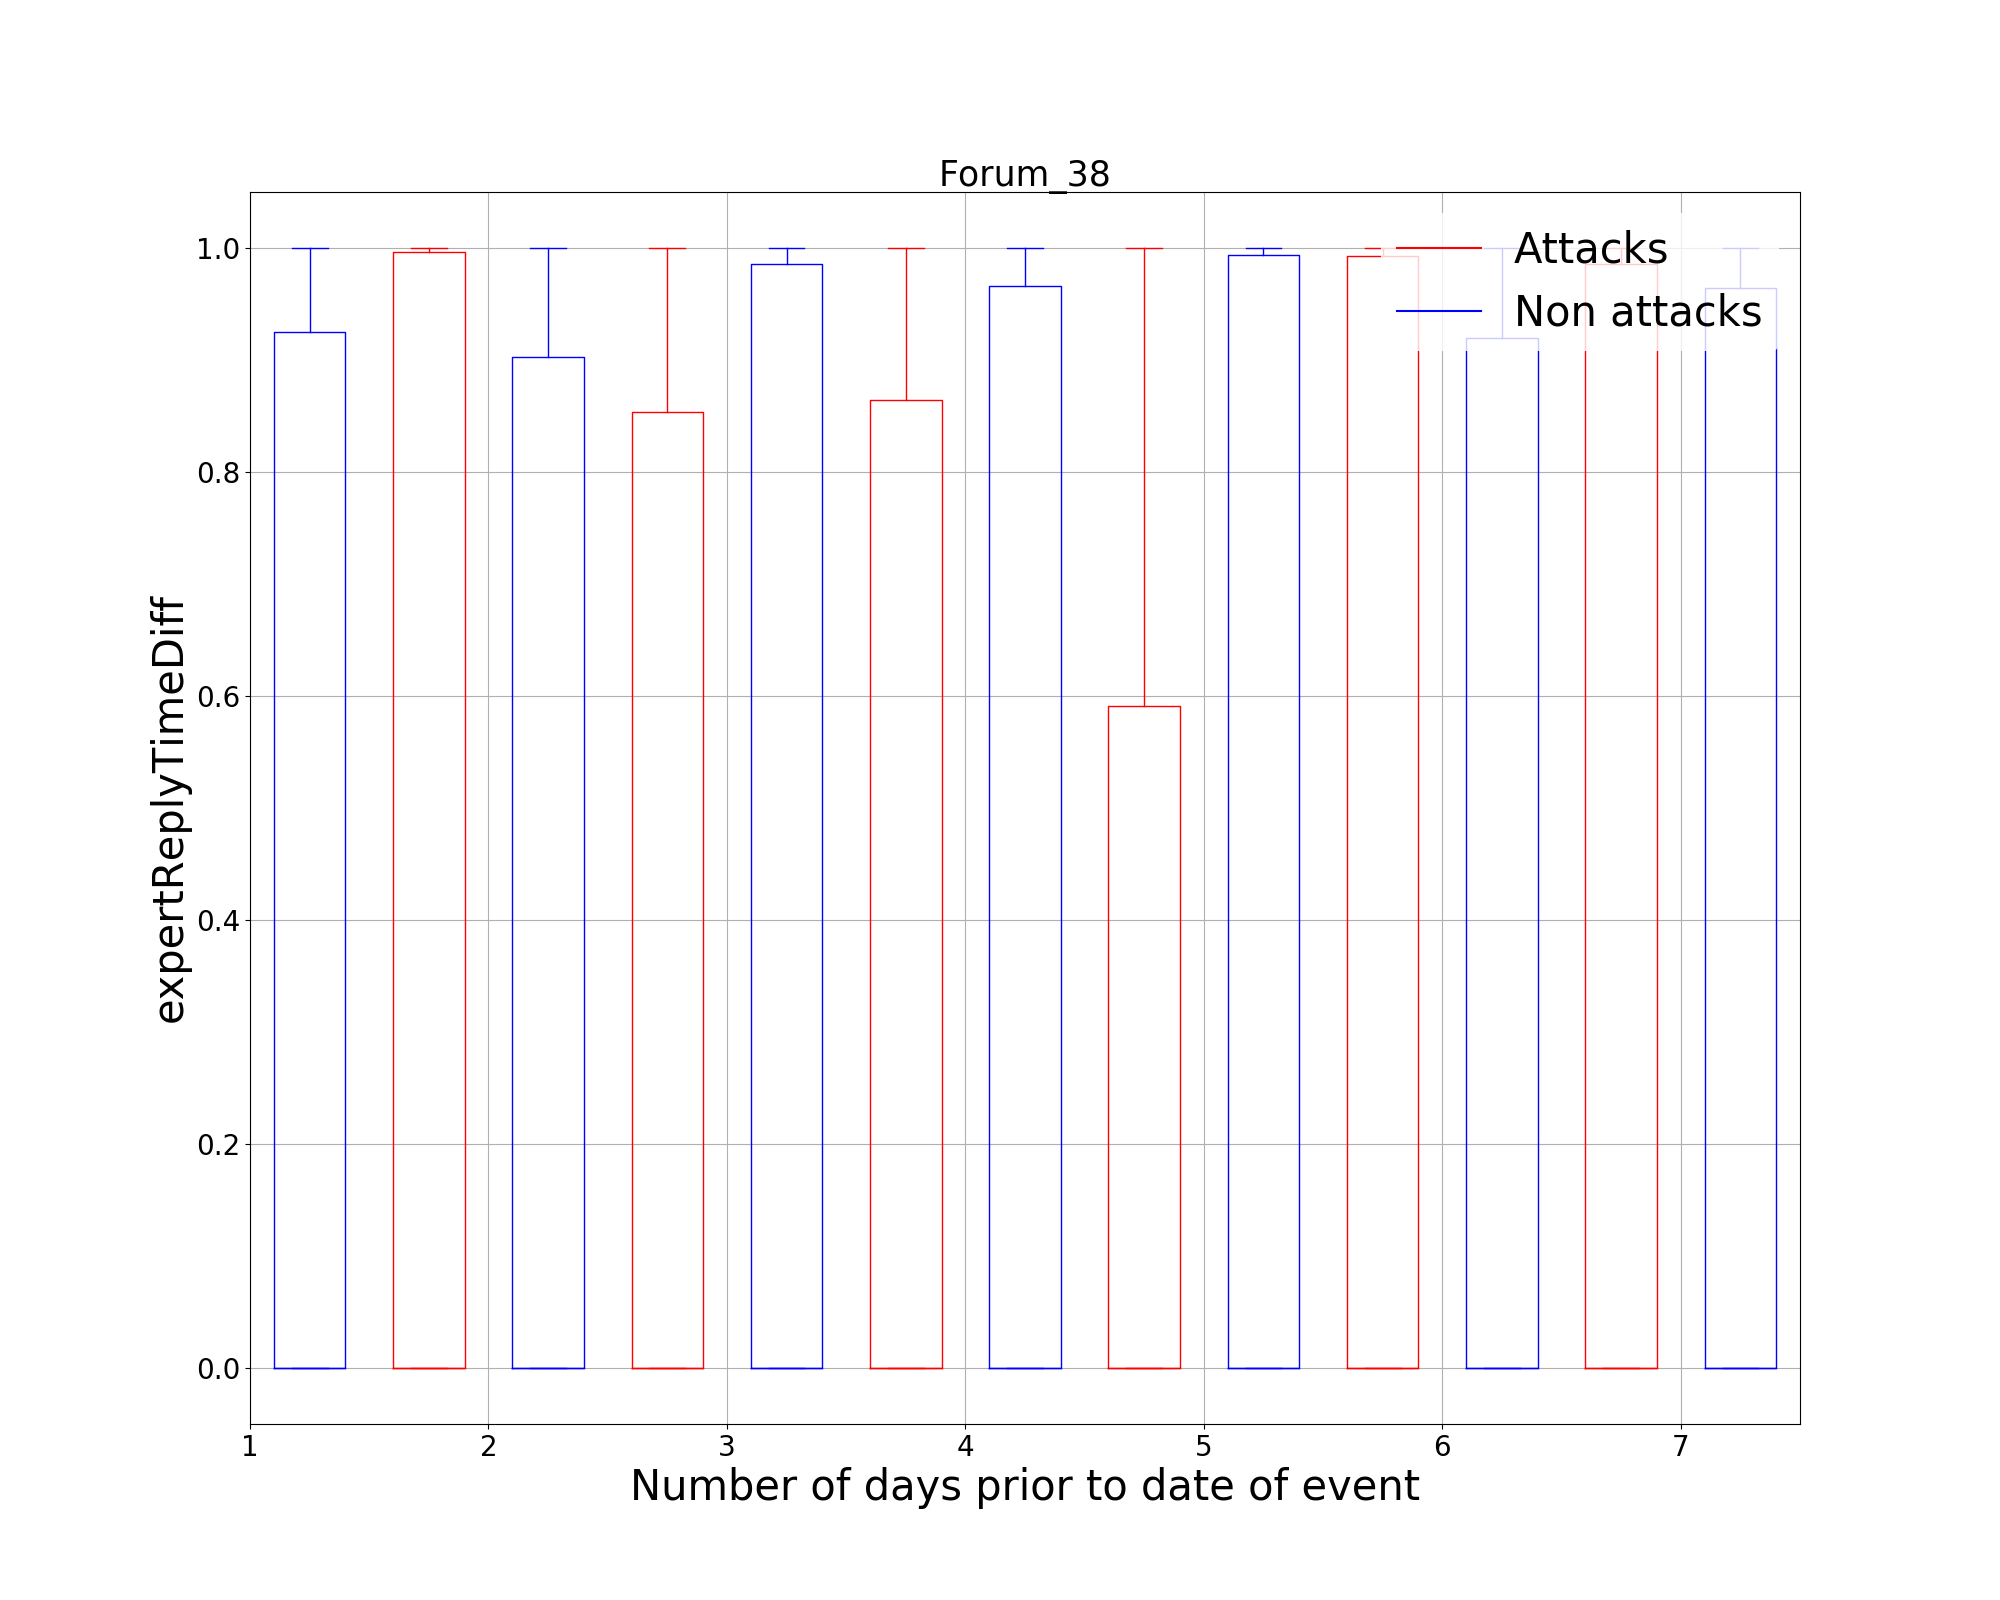 Forum_38
Attacks
Non attacks
1.0
0.8
0.6
0.4
0.2
0.0
expertReplyTimeDiff
1 2 3 4 5 6 7
Number of days prior to date of event